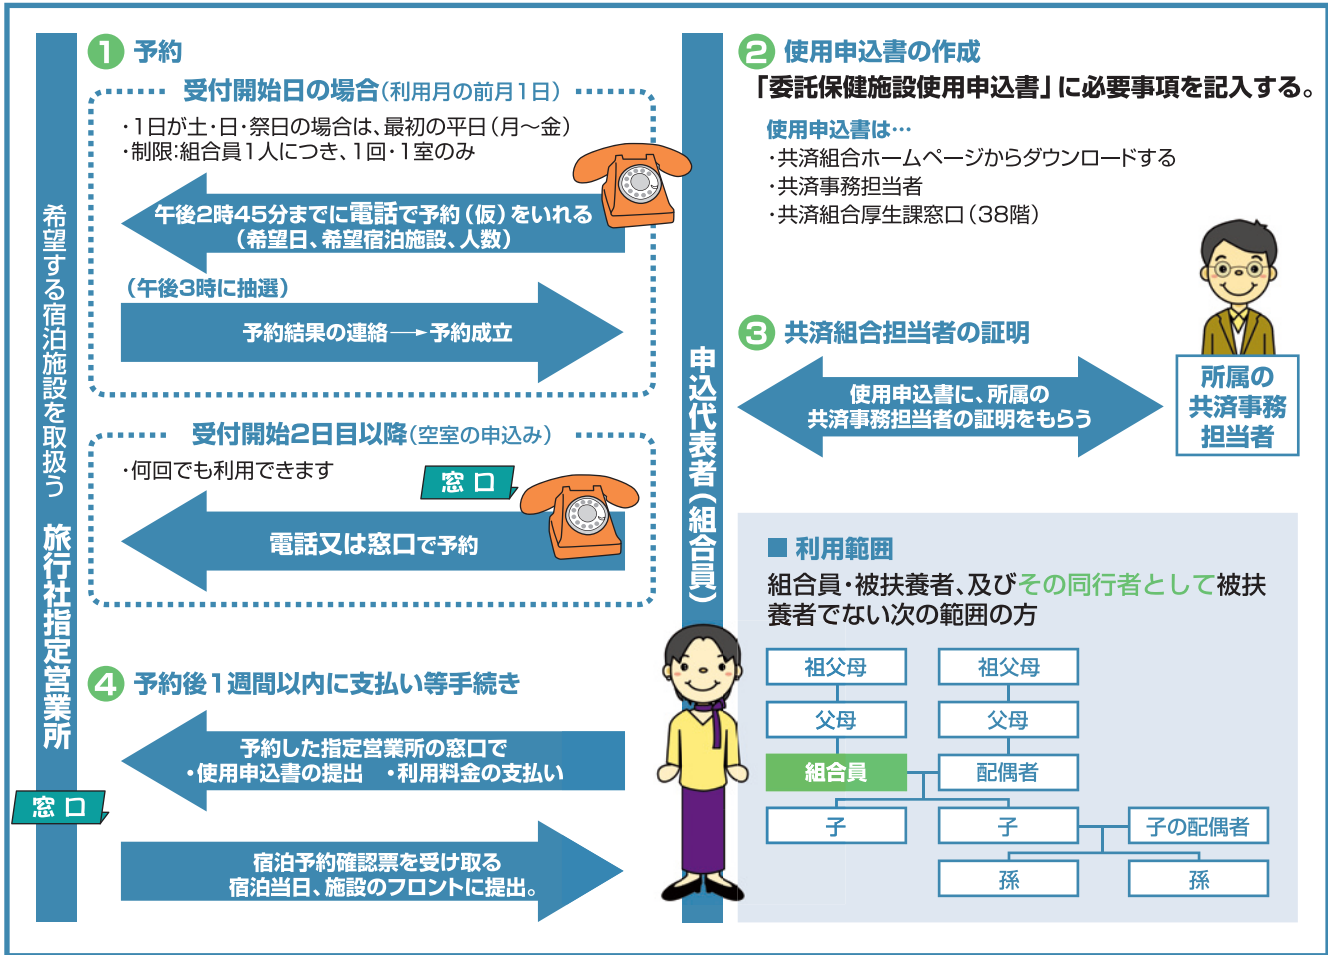 希望する宿泊施設を取扱う 旅行社指定営業所
窓口
1 予約
受付開始日の場合(利用月の前月1日)
・1日が土・日・祭日の場合は、最初の平日(月〜金)
・制限:組合員1人につき、1回・1室のみ
午後2時45分までに電話で予約(仮)をいれる
(希望日、希望宿泊施設、人数)
(午後3時に抽選)
予約結果の連絡→予約成立
受付開始2日目以降(空室の申込み)
・何回でも利用できます
窓口
電話又は窓口で予約
申込代表者(組合員)
2 使用申込書の作成
「委託保健施設使用申込書」に必要事項を記入する。
使用申込書は…
・共済組合ホームページからダウンロードする
・共済事務担当者
・共済組合厚生課窓口(38階)
3 共済組合担当者の証明
使用申込書に、所属の
共済事務担当者の証明をもらう
所属の
共済事務
担当者
4 予約後1週間以内に支払い等手続き
予約した指定営業所の窓口で
・使用申込書の提出 ・利用料金の支払い
宿泊予約確認票を受け取る
宿泊当日、施設のフロントに提出。
■ 利用範囲
組合員・被扶養者、及びその同行者として被扶
養者でない次の範囲の方
祖父母 祖父母
父母 父母
組合員 配偶者
子 子 子の配偶者
孫 孫